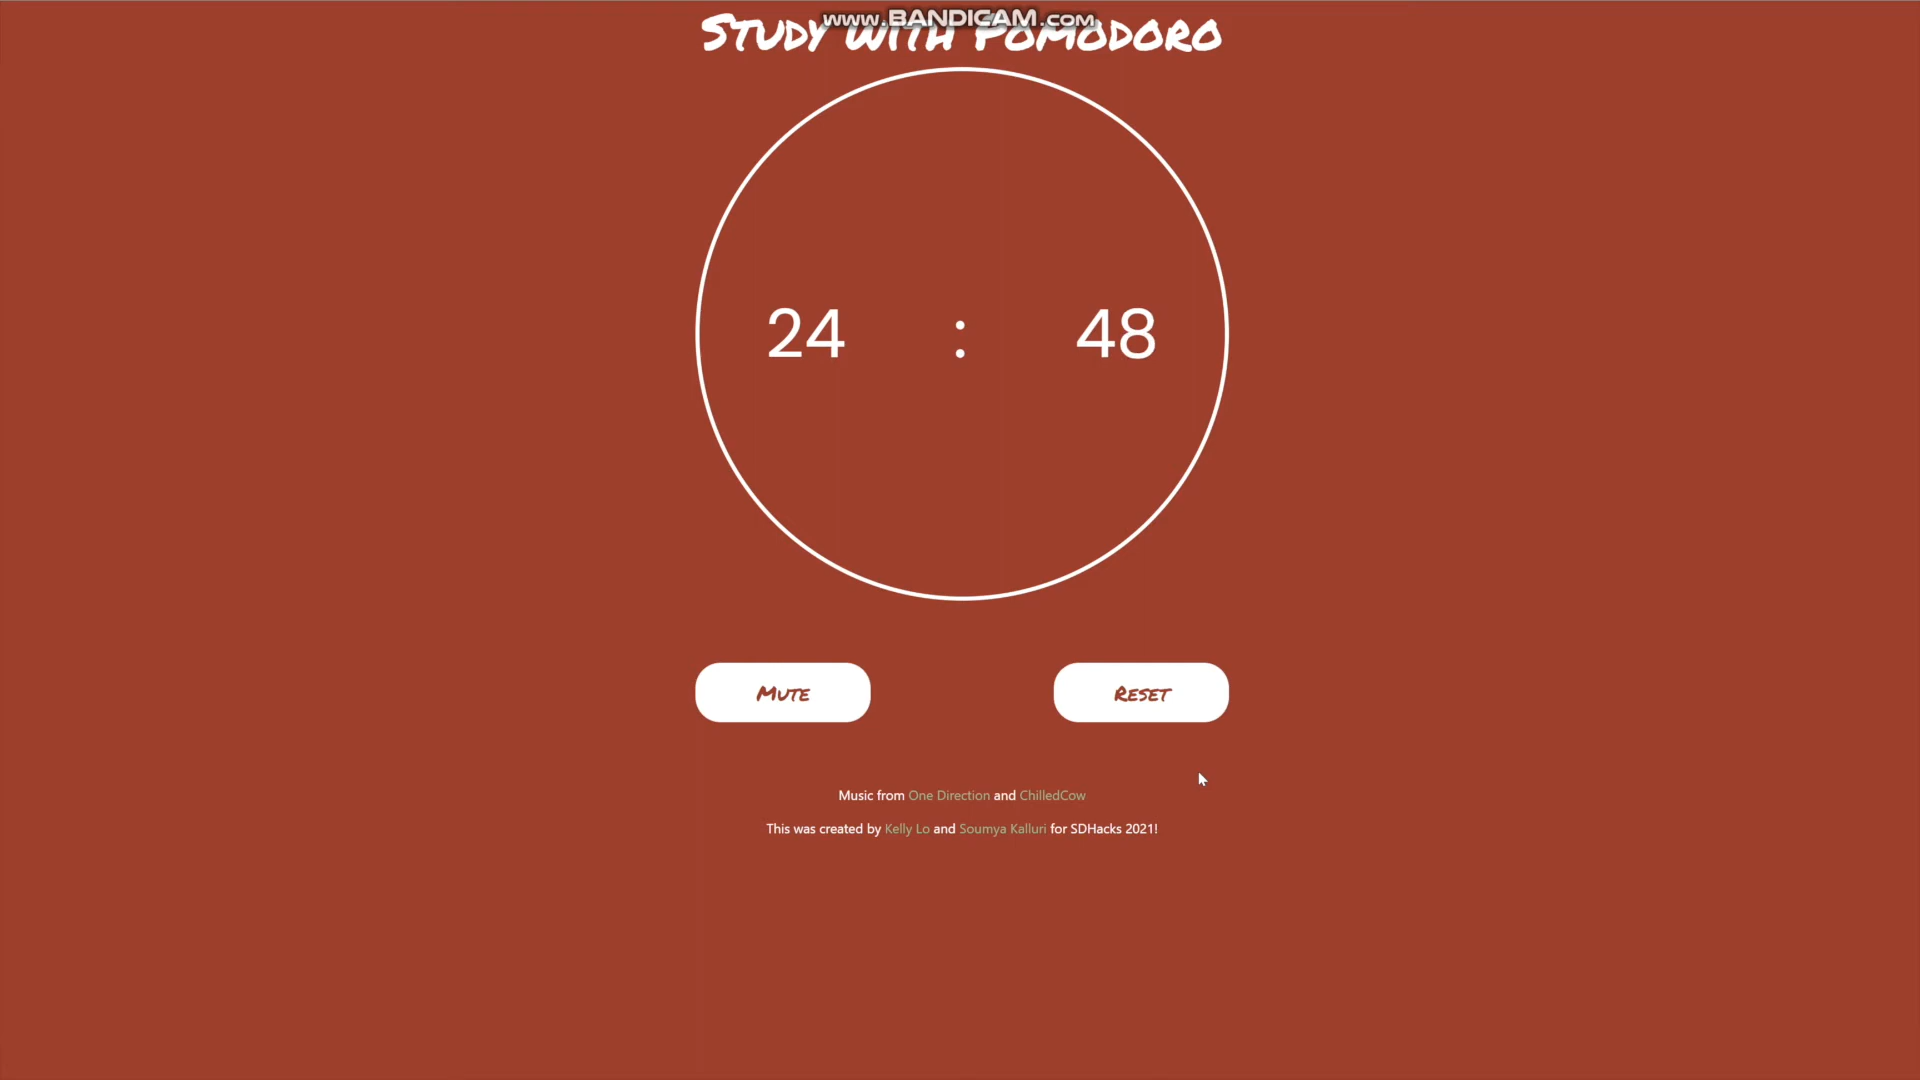 www.BANDICAM.com
Study with Pomodoro
24 : 48
Mute
Reset
Music from One Direction and ChilledCow
This was created by Kelly Lo and Soumya Kalluri for SDHacks 2021!